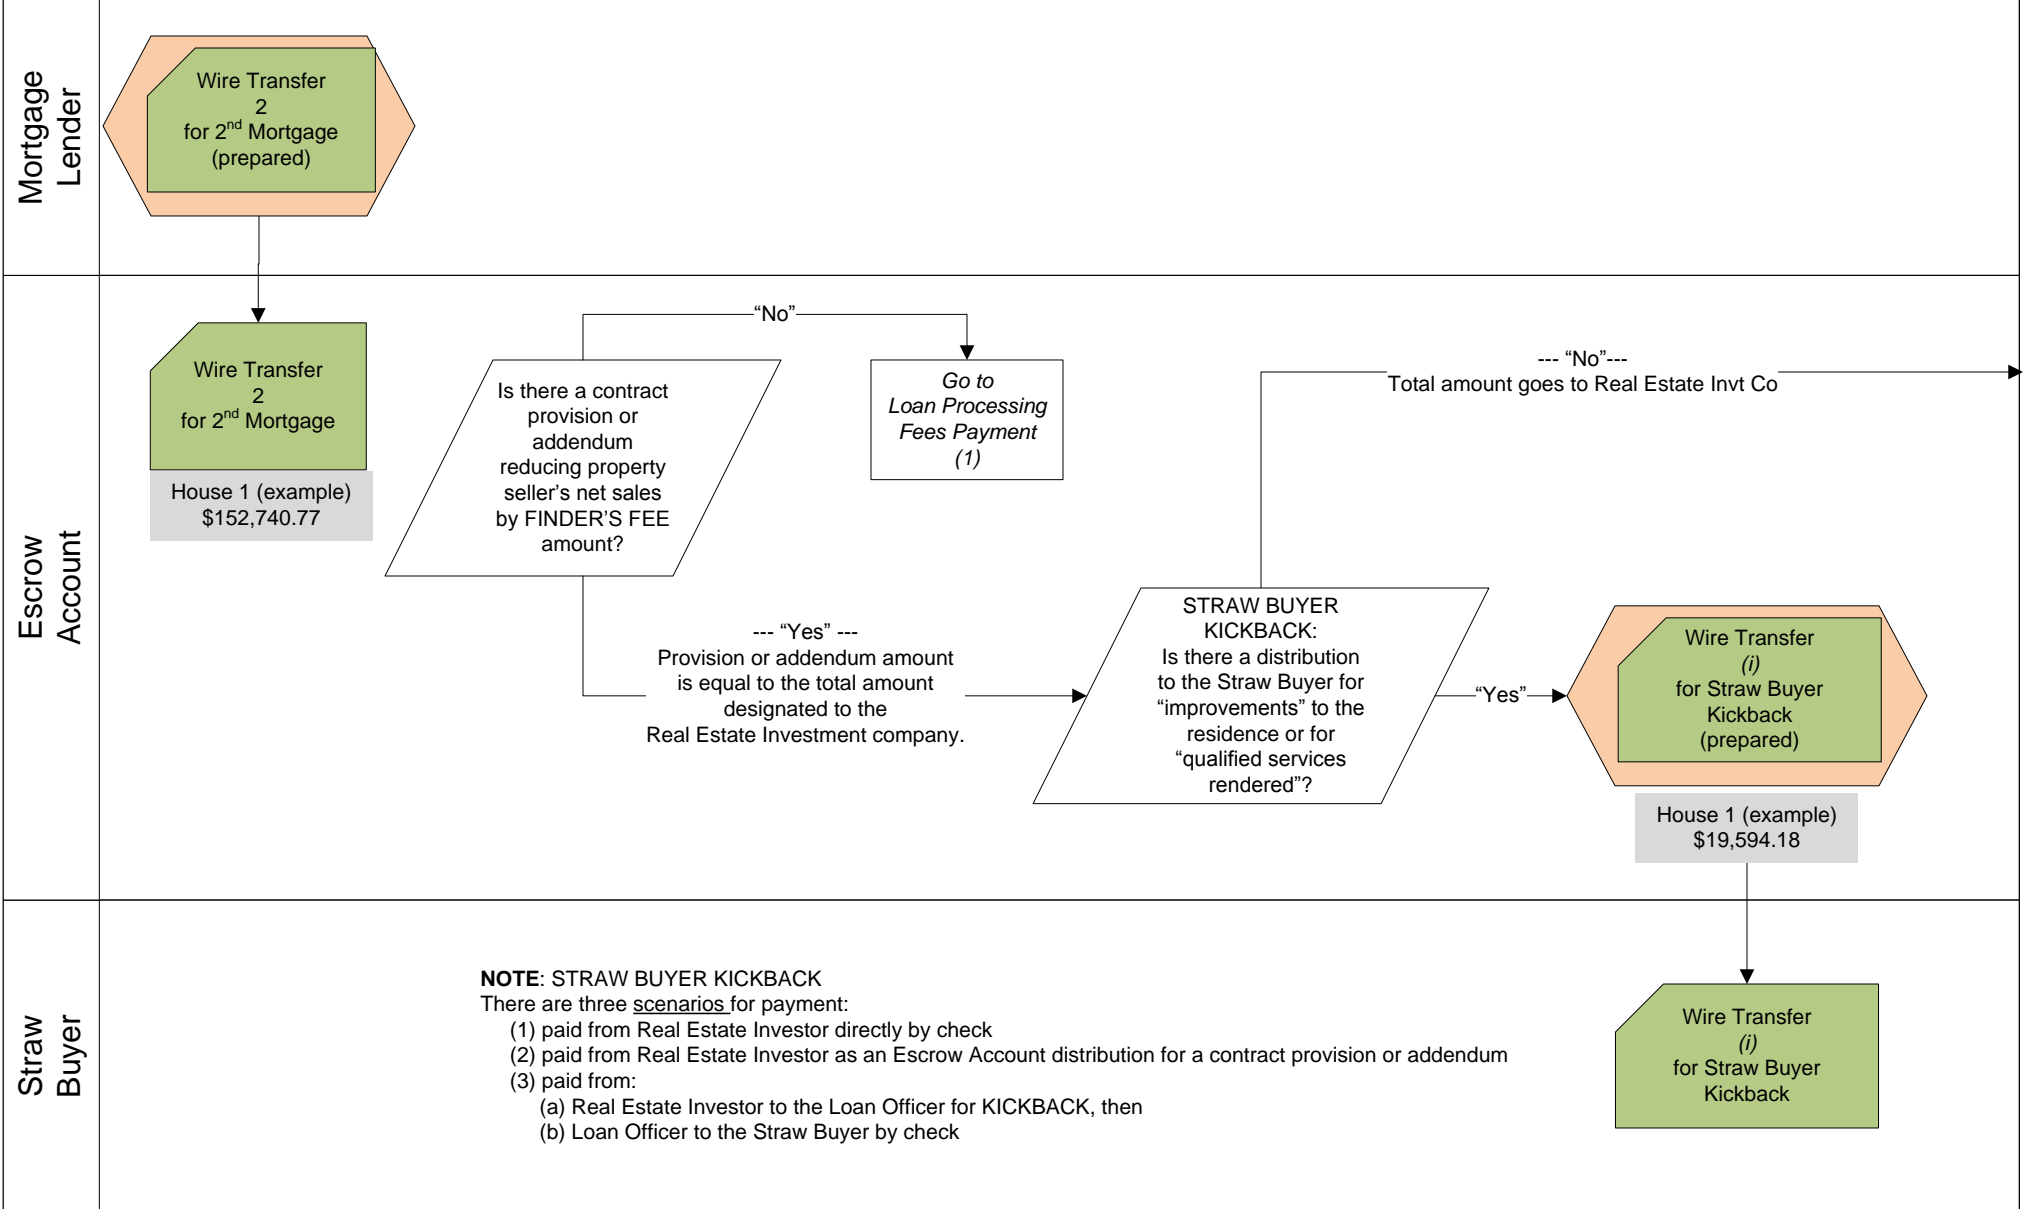 Mortgage
Lender
Wire Transfer
2
for 2nd Mortgage
(prepared)
Escrow
Account
Wire Transfer
2
for 2nd Mortgage
House 1 (example)
$152,740.77
“No”
Is there a contract
provision or
addendum
reducing property
seller’s net sales
by FINDER’S FEE
amount?
Go to
Loan Processing
Fees Payment
(1)
--- “Yes” ---
Provision or addendum amount
is equal to the total amount
designated to the
Real Estate Investment company.
--- “No”---
Total amount goes to Real Estate Invt Co
STRAW BUYER
KICKBACK:
Is there a distribution
to the Straw Buyer for
“improvements” to the
residence or for
“qualified services
rendered”?
“Yes”
Wire Transfer
(i)
for Straw Buyer
Kickback
(prepared)
House 1 (example)
$19,594.18
Straw
Buyer
NOTE: STRAW BUYER KICKBACK
There are three scenarios for payment:
(1) paid from Real Estate Investor directly by check
(2) paid from Real Estate Investor as an Escrow Account distribution for a contract provision or addendum
(3) paid from:
(a) Real Estate Investor to the Loan Officer for KICKBACK, then
(b) Loan Officer to the Straw Buyer by check
Wire Transfer
(i)
for Straw Buyer
Kickback